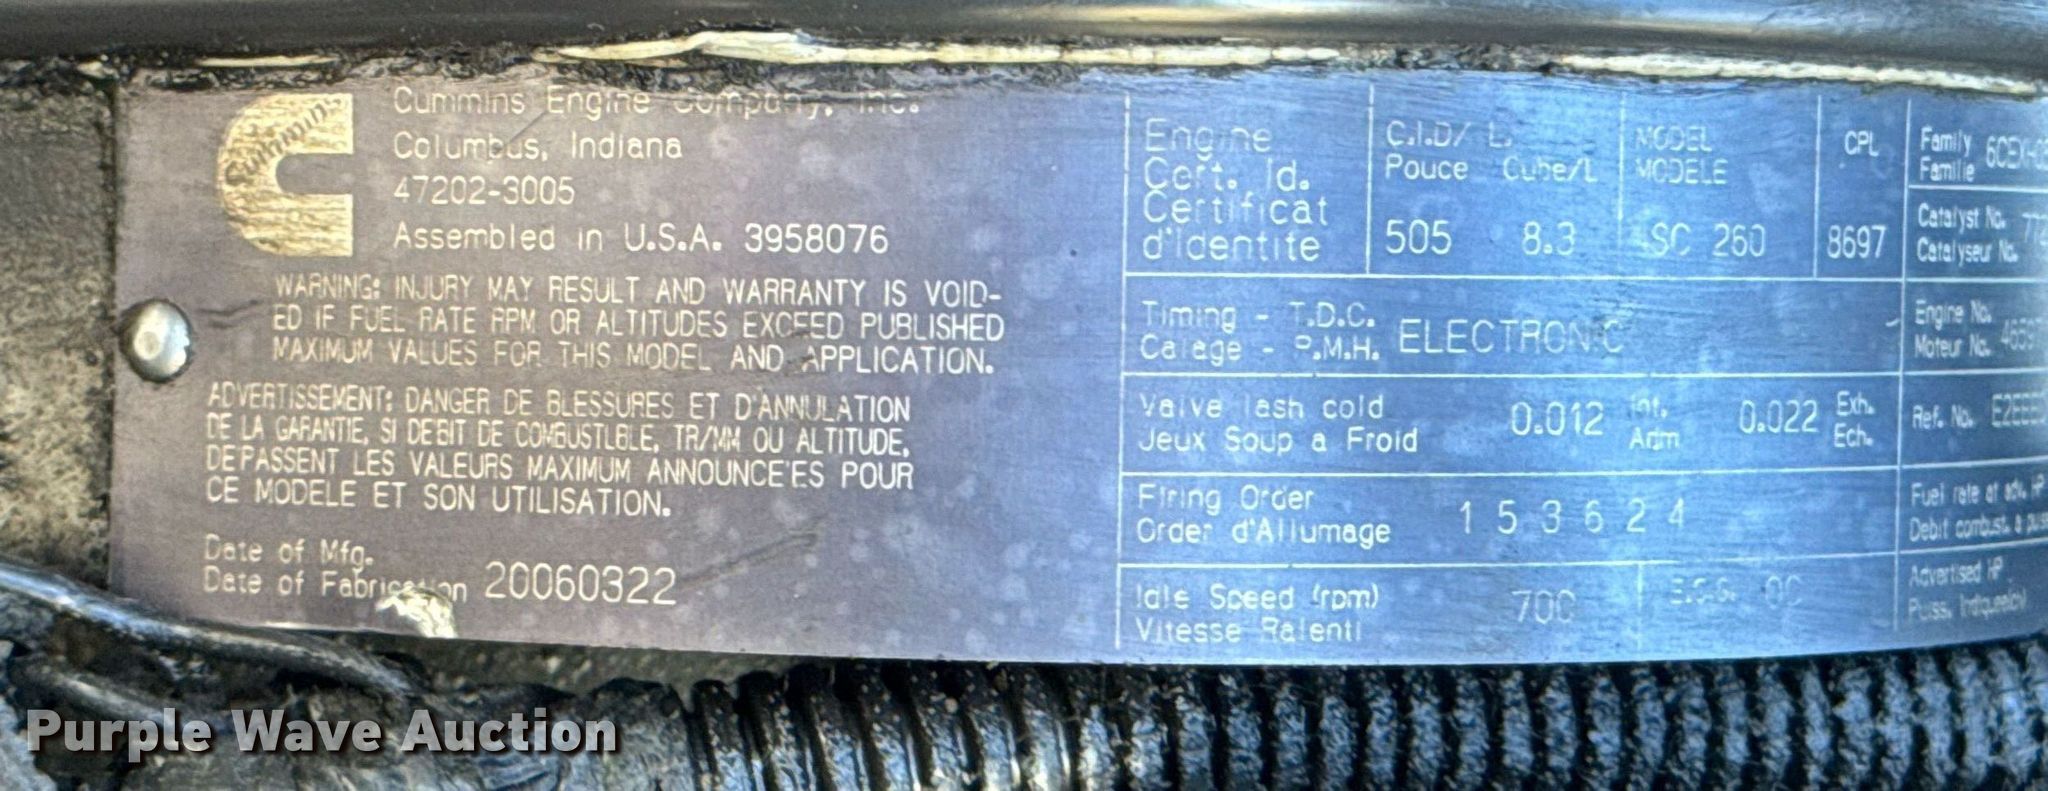 Cummins
Cummins Engine Company, Inc.
Columbus, Indiana
47202-3005
Assembled in U.S.A. 3958076
WARNING: INJURY MAY RESULT AND WARRANTY IS VOID-
ED IF FUEL RATE RPM OR ALTITUDES EXCEED PUBLISHED
MAXIMUM VALUES FOR THIS MODEL AND APPLICATION.
ADVERTISSEMENT: DANGER DE BLESSURES ET D'ANNULATION
DE LA GARANTIE, SI DEBIT DE COMBUSTLBLE, TR/MM OU ALTITUDE,
DEPASSENT LES VALEURS MAXIMUM ANNOUNCEES POUR
CE MODELE ET SON UTILISATION.
Date of Mfg.
Date of Fabrication 20060322
Engine
Cert. Id.
Certificat
d'Identite
C.I.D/ L.
Pouce Cube/L
505 8.3
MODEL
MODELE
ISC 260
CPL
8697
Family
Famille
Catalyst No.
Catalyseur No.
Timing - T.D.C.
Calage - P.M.H. ELECTRONIC
Engine No.
Moteur No.
Valve lash cold
Jeux Soup a Froid
0.012 Int. Adm
0.022 Exh. Ech.
Ref. No.
Firing Order
Order d'Allumage
1 5 3 6 2 4
Fuel rate at adv. HP
Debit combust. a
Idle Speed (rpm)
Vitesse Ralenti
700
Advertised HP
Puiss.
Purple Wave Auction